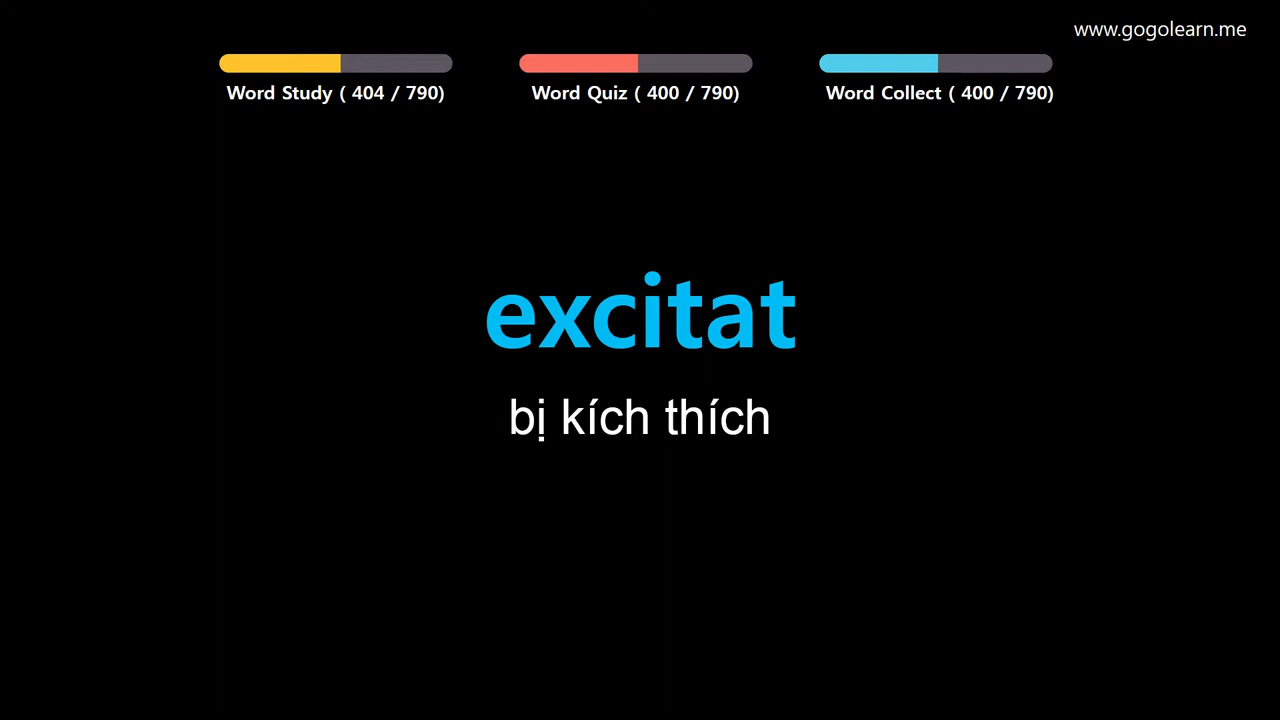 www.gogolearn.me
Word Study ( 404 / 790)
Word Quiz ( 400 / 790)
Word Collect ( 400 / 790)
excitat
bị kích thích